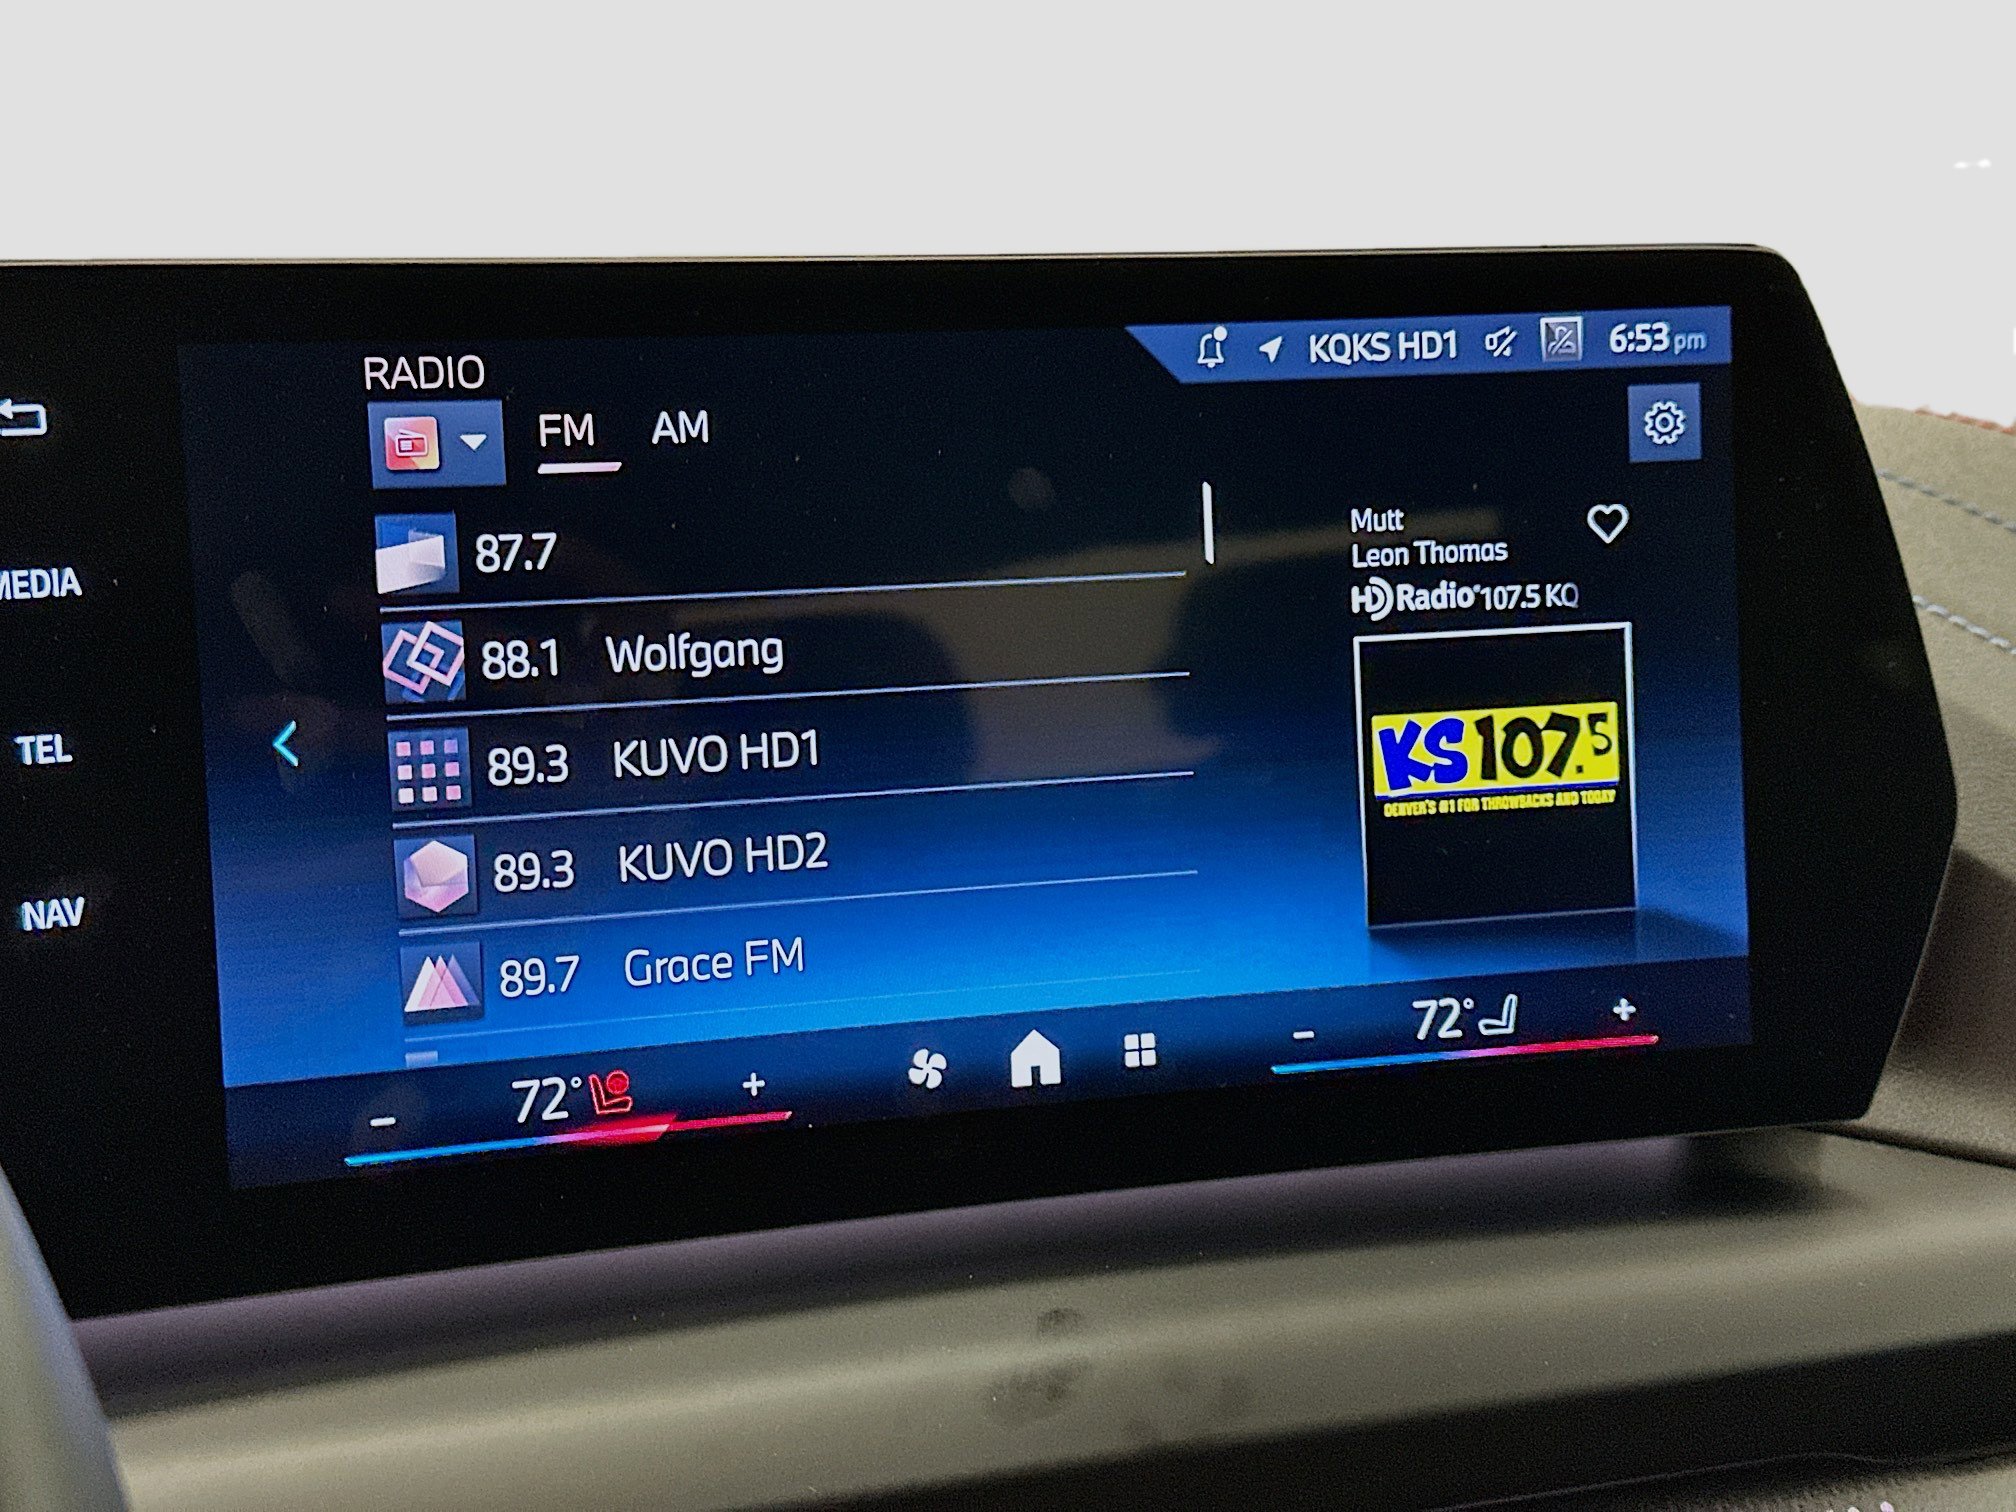 KQKS HD1 6:53 pm
RADIO
FM AM
MEDIA
TEL
NAV
87.7
88.1 Wolfgang
89.3 KUVO HD1
89.3 KUVO HD2
89.7 Grace FM
Mutt
Leon Thomas
HD Radio 107.5 KQ
KS 107.5
DENVER'S #1 FOR THROWBACKS AND TODAY
72°
72°